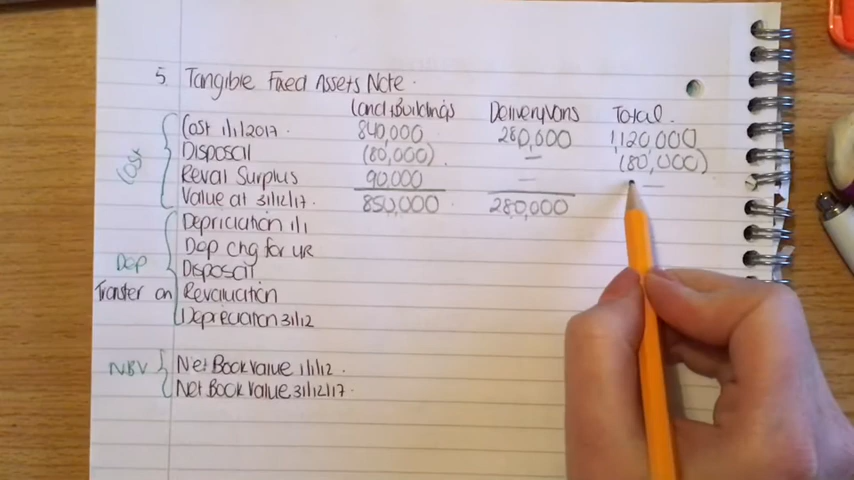 5. Tangible Fixed Assets Note.
Land+Buildings Delivery Vans Total.
Cost 1/1/2017. 840,000 280,000 1,120,000
Disposal (80,000) — (80,000)
Reval Surplus 90,000 — —
Value at 31/12/17. 850,000 280,000
Depriciation 1/1
Dep chg for UR
Disposal
Transfer on Revaluation
Depreciation 31/12
Net Book Value 1/1/12.
Net Book Value 31/12/17.
Cost
Dep
NBV